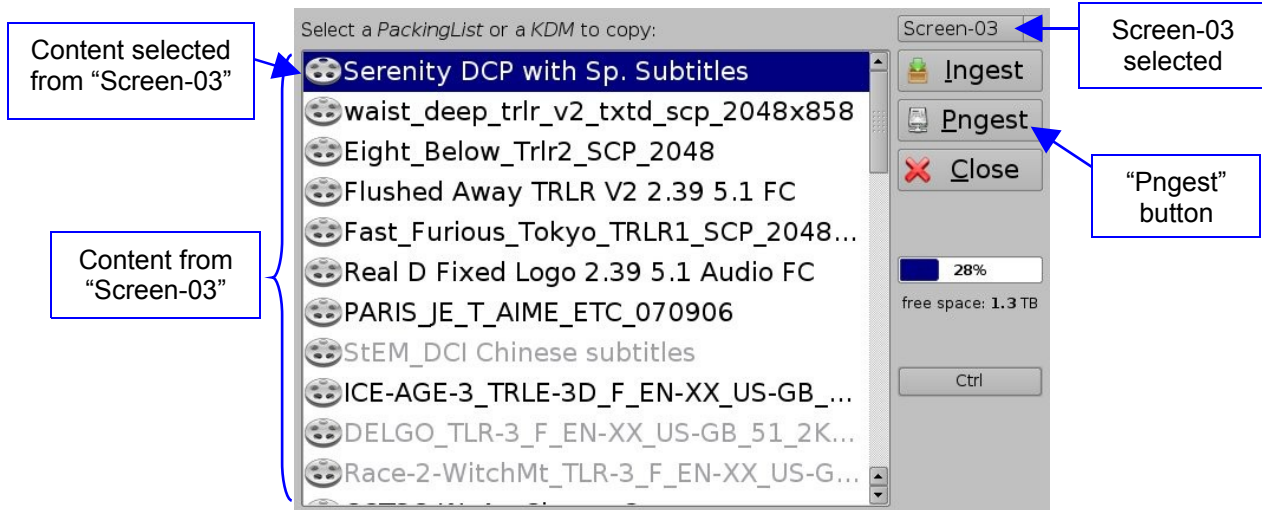 Select a PackingList or a KDM to copy:
Screen-03
Content selected
from “Screen-03”
Screen-03
selected
Serenity DCP with Sp. Subtitles
Ingest
waist_deep_trlr_v2_txtd_scp_2048x858
Pngest
Eight_Below_Trlr2_SCP_2048
Close
Flushed Away TRLR V2 2.39 5.1 FC
“Pngest”
button
Fast_Furious_Tokyo_TRLR1_SCP_2048...
Content from
“Screen-03”
Real D Fixed Logo 2.39 5.1 Audio FC
28%
PARIS_JE_T_AIME_ETC_070906
free space: 1.3 TB
StEM_DCI Chinese subtitles
ICE-AGE-3_TRLE-3D_F_EN-XX_US-GB_...
Ctrl
DELGO_TLR-3_F_EN-XX_US-GB_51_2K...
Race-2-WitchMt_TLR-3_F_EN-XX_US-G...